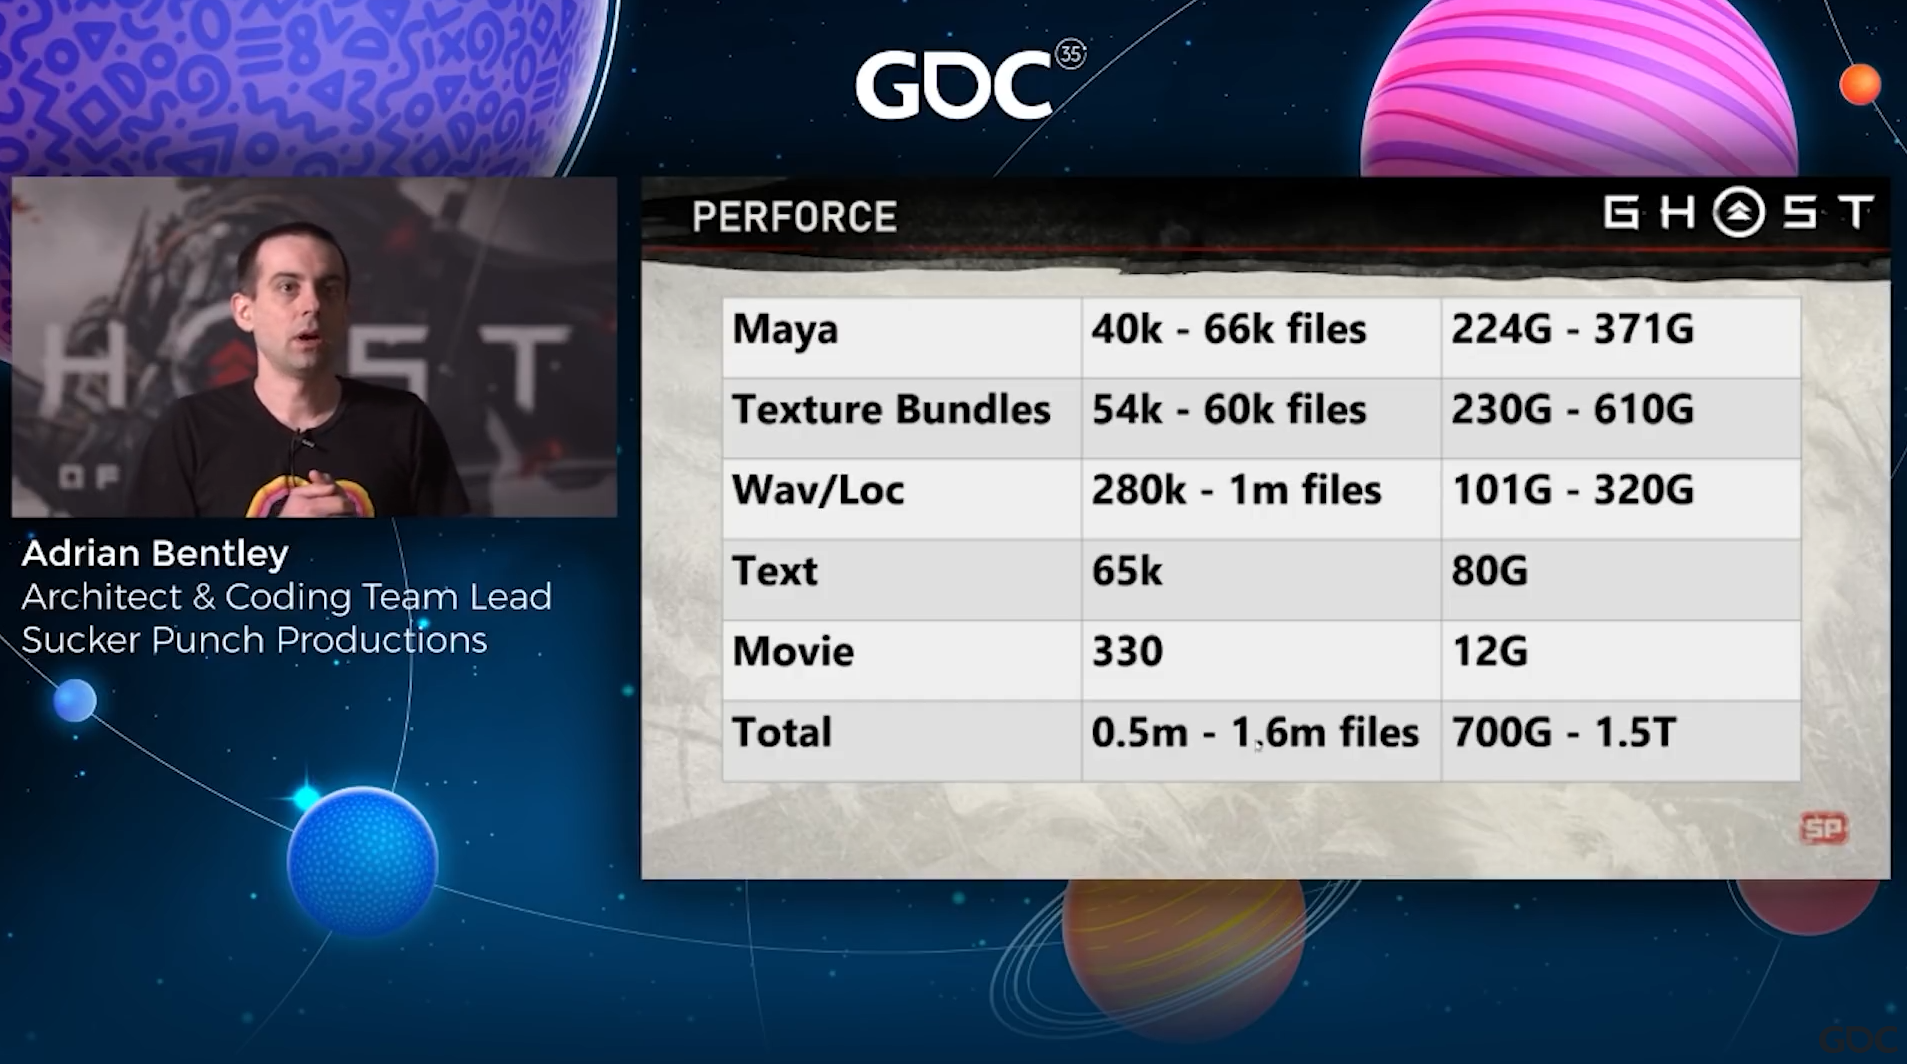 GDC 35
PERFORCE
GHOST
Maya 40k - 66k files 224G - 371G
Texture Bundles 54k - 60k files 230G - 610G
Wav/Loc 280k - 1m files 101G - 320G
Text 65k 80G
Movie 330 12G
Total 0.5m - 1.6m files 700G - 1.5T
SP
H ST
OF
Adrian Bentley
Architect & Coding Team Lead
Sucker Punch Productions
GDC